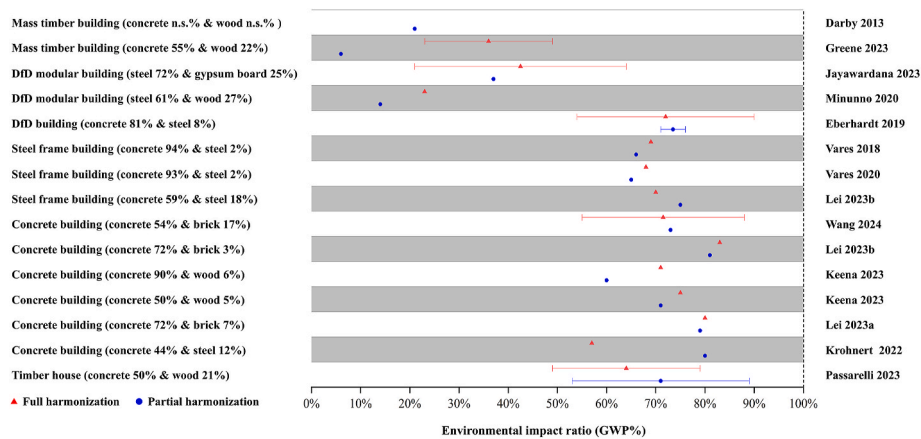 Mass timber building (concrete n.s.% & wood n.s.% ) Darby 2013
Mass timber building (concrete 55% & wood 22%) Greene 2023
DfD modular building (steel 72% & gypsum board 25%) Jayawardana 2023
DfD modular building (steel 61% & wood 27%) Minunno 2020
DfD building (concrete 81% & steel 8%) Eberhardt 2019
Steel frame building (concrete 94% & steel 2%) Vares 2018
Steel frame building (concrete 93% & steel 2%) Vares 2020
Steel frame building (concrete 59% & steel 18%) Lei 2023b
Concrete building (concrete 54% & brick 17%) Wang 2024
Concrete building (concrete 72% & brick 3%) Lei 2023b
Concrete building (concrete 90% & wood 6%) Keena 2023
Concrete building (concrete 50% & wood 5%) Keena 2023
Concrete building (concrete 72% & brick 7%) Lei 2023a
Concrete building (concrete 44% & steel 12%) Krohnert 2022
Timber house (concrete 50% & wood 21%) Passarelli 2023
Full harmonization Partial harmonization
0% 10% 20% 30% 40% 50% 60% 70% 80% 90% 100%
Environmental impact ratio (GWP%)